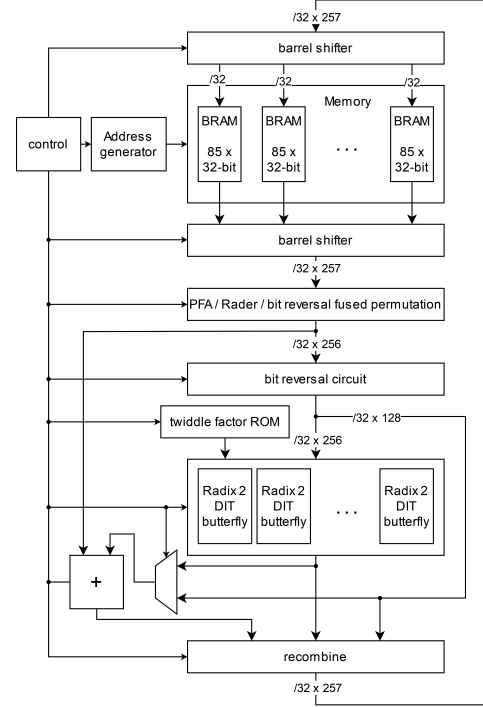 /32 x 257
barrel shifter
/32
/32
/32
Memory
BRAM
85 x
32-bit
BRAM
85 x
32-bit
. . .
BRAM
85 x
32-bit
control
Address
generator
barrel shifter
/32 x 257
PFA / Rader / bit reversal fused permutation
/32 x 256
bit reversal circuit
twiddle factor ROM
/32 x 128
/32 x 256
Radix 2
DIT
butterfly
Radix 2
DIT
butterfly
. . .
Radix 2
DIT
butterfly
+
recombine
/32 x 257